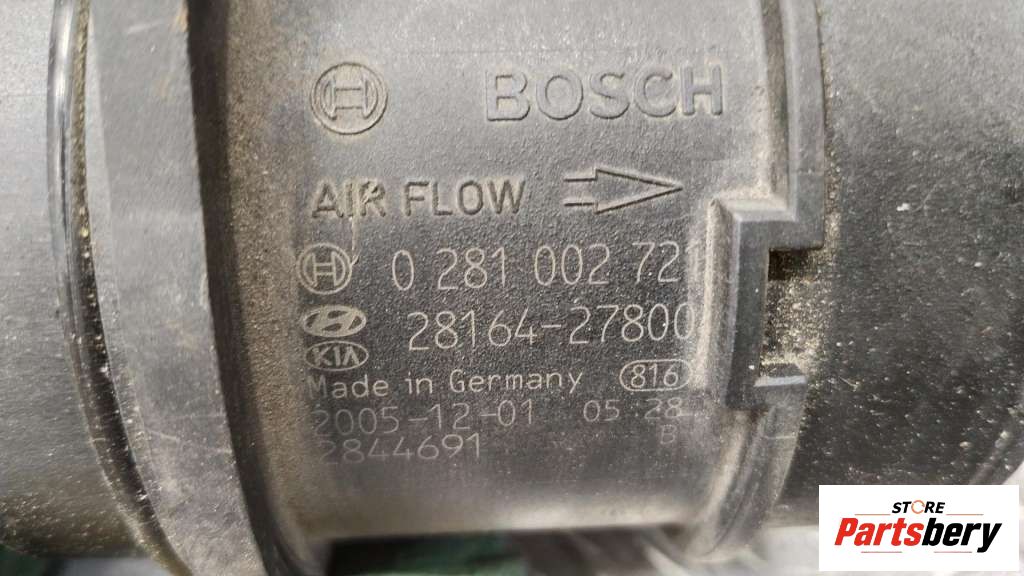 BOSCH
AIR FLOW
0 281 002 721
28164-27800
KIA
Made in Germany 816
2005-12-01 05 28
B
2844691
STORE
Partsbery